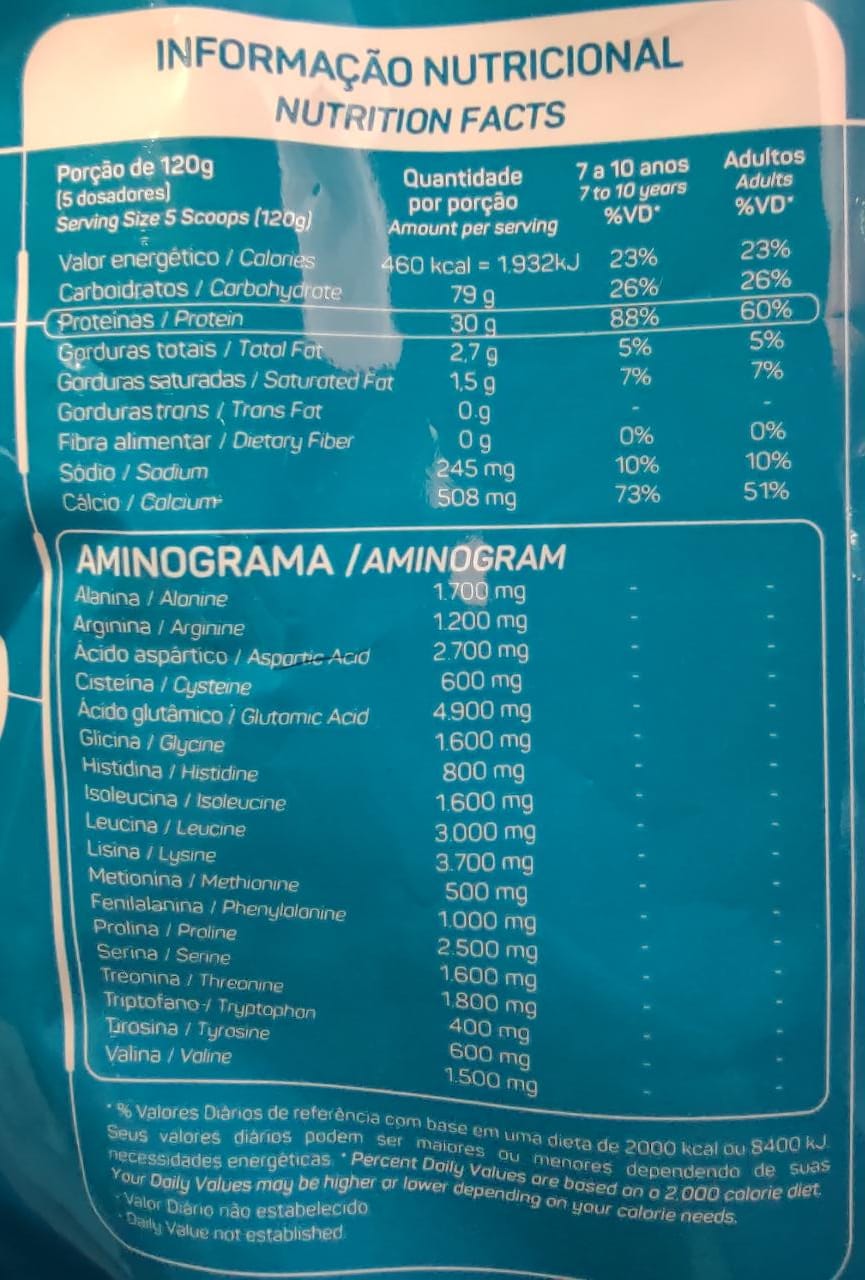 INFORMAÇÃO NUTRICIONAL
NUTRITION FACTS
Porção de 120g
(5 dosadores)
Serving Size 5 Scoops (120g)
Quantidade
por porção
Amount per serving
7 a 10 anos
7 to 10 years
%VD*
Adultos
Adults
%VD*
Valor energético / Calories 460 kcal = 1.932kJ 23% 23%
Carboidratos / Carbohydrate 79 g 26% 26%
Proteínas / Protein 30 g 88% 60%
Gorduras totais / Total Fat 2,7 g 5% 5%
Gorduras saturadas / Saturated Fat 1,5 g 7% 7%
Gorduras trans / Trans Fat 0.g - -
Fibra alimentar / Dietary Fiber 0 g 0% 0%
Sódio / Sodium 245 mg 10% 10%
Cálcio / Calcium 508 mg 73% 51%
AMINOGRAMA / AMINOGRAM
Alanina / Alanine 1.700 mg - -
Arginina / Arginine 1.200 mg - -
Ácido aspártico / Aspartic Acid 2.700 mg - -
Cisteína / Cysteine 600 mg - -
Ácido glutâmico / Glutamic Acid 4.900 mg - -
Glicina / Glycine 1.600 mg - -
Histidina / Histidine 800 mg - -
Isoleucina / Isoleucine 1.600 mg - -
Leucina / Leucine 3.000 mg - -
Lisina / Lysine 3.700 mg - -
Metionina / Methionine 500 mg - -
Fenilalanina / Phenylalanine 1.000 mg - -
Prolina / Proline 2.500 mg - -
Serina / Serine 1.600 mg - -
Treonina / Threonine 1.800 mg - -
Triptofano / Tryptophan 400 mg - -
Tirosina / Tyrosine 600 mg - -
Valina / Valine 1.500 mg - -
* % Valores Diários de referência com base em uma dieta de 2000 kcal ou 8400 kJ.
Seus valores diários podem ser maiores ou menores dependendo de suas
necessidades energéticas. * Percent Daily Values are based on a 2.000 calorie diet.
Your Daily Values may be higher or lower depending on your calorie needs.
- Valor Diário não estabelecido
- Daily Value not established.